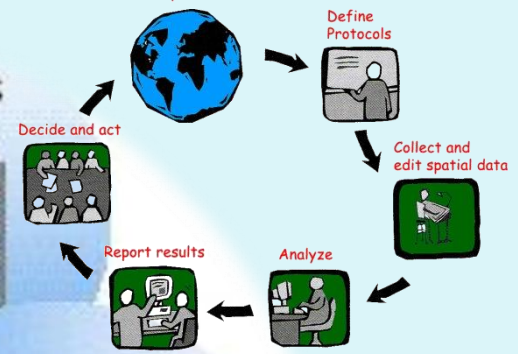 Define
Protocols
Collect and
edit spatial data
Analyze
Report results
Decide and act